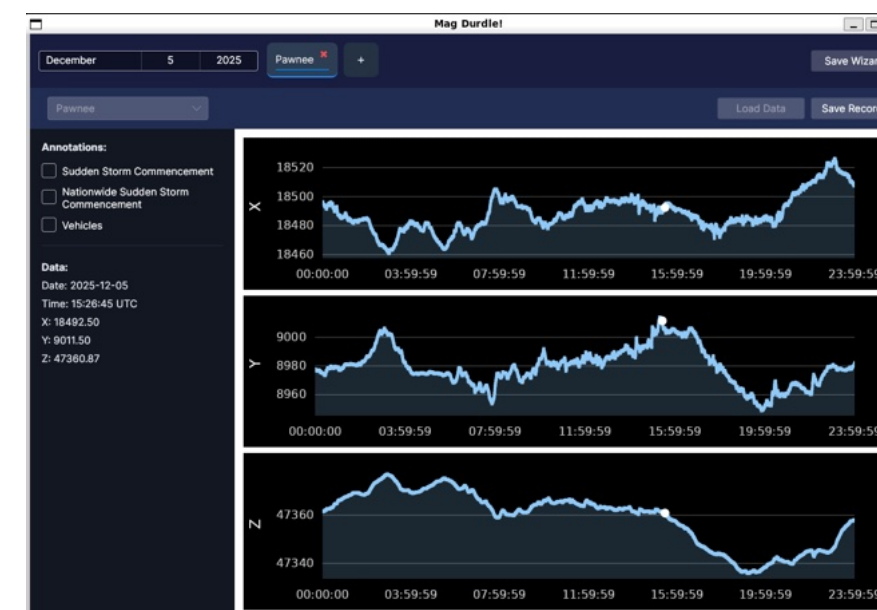 Mag Durdle!
December 5 2025
Pawnee ×
+
Save Wizar
Pawnee
Load Data
Save Recor
Annotations:
Sudden Storm Commencement
Nationwide Sudden Storm
Commencement
Vehicles
Data:
Date: 2025-12-05
Time: 15:26:45 UTC
X: 18492.50
Y: 9011.50
Z: 47360.87
X
18520
18500
18480
18460
00:00:00 03:59:59 07:59:59 11:59:59 15:59:59 19:59:59 23:59:59
Y
9000
8980
8960
00:00:00 03:59:59 07:59:59 11:59:59 15:59:59 19:59:59 23:59:59
Z
47360
47340
00:00:00 03:59:59 07:59:59 11:59:59 15:59:59 19:59:59 23:59:59